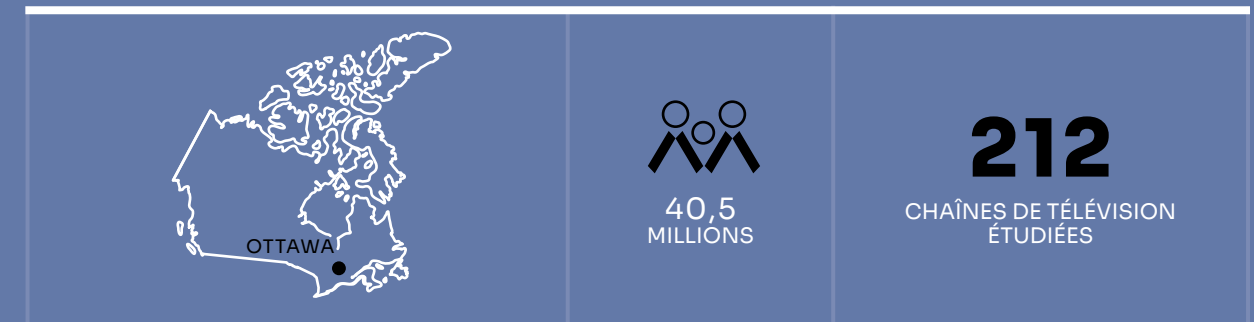 OTTAWA
40,5
MILLIONS
212
CHAÎNES DE TÉLÉVISION
ÉTUDIÉES